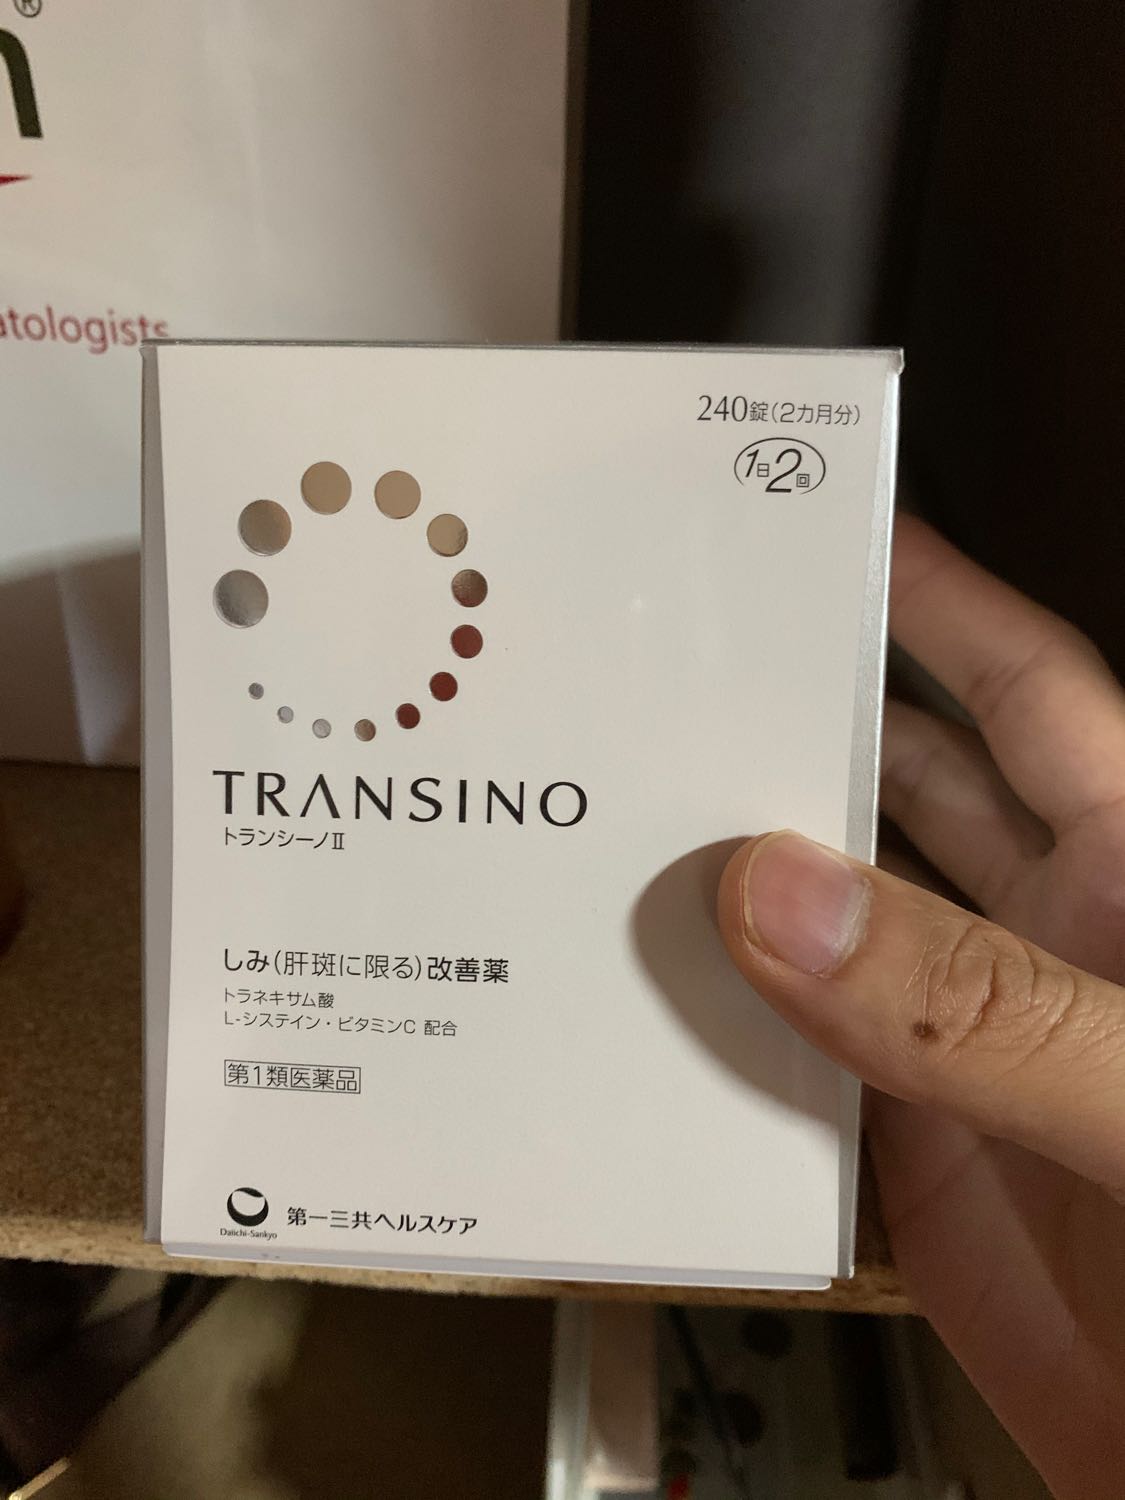 ®
n
atologists
240錠(2カ月分)
1日2回
TRANSINO
トランシーノⅡ
しみ(肝斑に限る)改善薬
トラネキサム酸
L-システイン・ビタミンC 配合
第1類医薬品
Daiichi-Sankyo
第一三共ヘルスケア